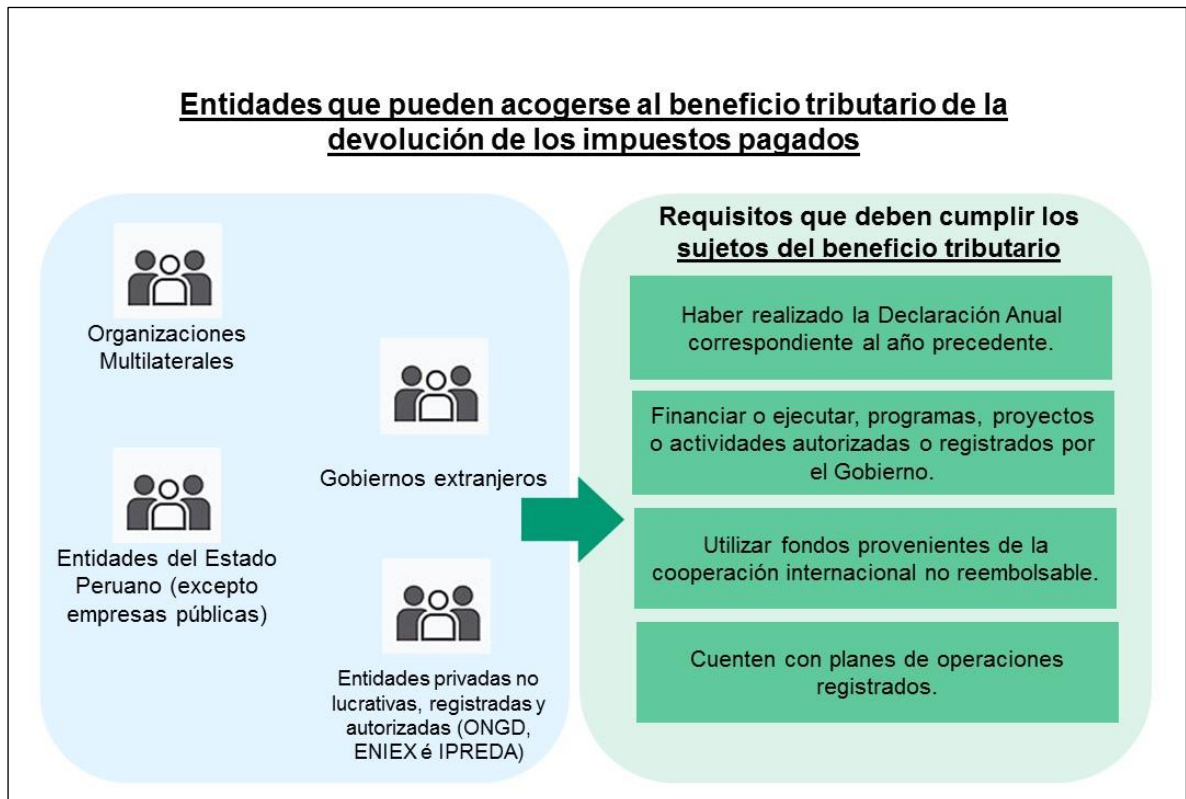 Entidades que pueden acogerse al beneficio tributario de la
devolución de los impuestos pagados
Organizaciones
Multilaterales
Gobiernos extranjeros
Entidades del Estado
Peruano (excepto
empresas públicas)
Entidades privadas no
lucrativas, registradas y
autorizadas (ONGD,
ENIEX é IPREDA)
Requisitos que deben cumplir los
sujetos del beneficio tributario
Haber realizado la Declaración Anual
correspondiente al año precedente.
Financiar o ejecutar, programas, proyectos
o actividades autorizadas o registrados por
el Gobierno.
Utilizar fondos provenientes de la
cooperación internacional no reembolsable.
Cuenten con planes de operaciones
registrados.